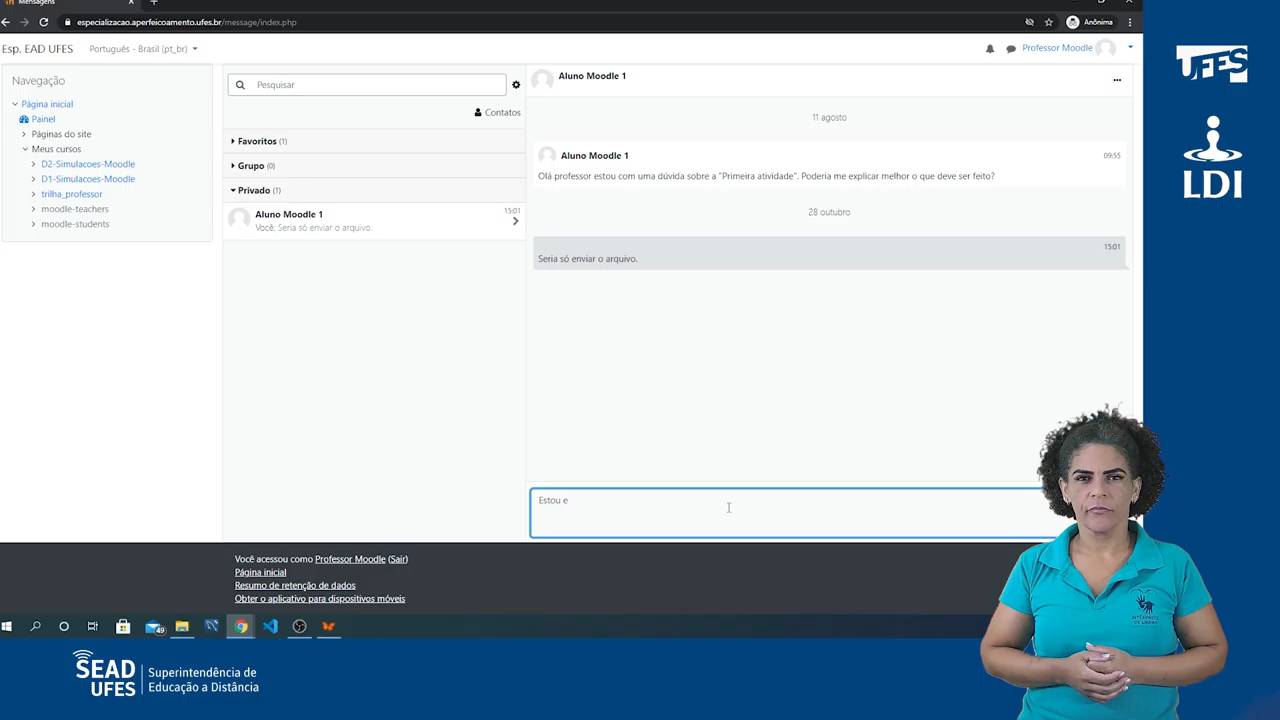 Mensagens
especializacao.aperfeicoamento.ufes.br/message/index.php
Anônima
Esp. EAD UFES
Português - Brasil (pt_br)
Professor Moodle
Navegação
Página inicial
Painel
Páginas do site
Meus cursos
D2-Simulacoes-Moodle
D1-Simulacoes-Moodle
trilha_professor
moodle-teachers
moodle-students
Pesquisar
Contatos
Favoritos (1)
Grupo (0)
Privado (1)
Aluno Moodle 1
15:01
Você: Seria só enviar o arquivo.
Aluno Moodle 1
11 agosto
Aluno Moodle 1
09:55
Olá professor estou com uma dúvida sobre a "Primeira atividade". Poderia me explicar melhor o que deve ser feito?
28 outubro
15:01
Seria só enviar o arquivo.
Estou e
Você acessou como Professor Moodle (Sair)
Página inicial
Resumo de retenção de dados
Obter o aplicativo para dispositivos móveis
49
UFES
LDI
INTÉRPRETE
DE LIBRAS
SEAD
UFES
Superintendência de
Educação a Distância